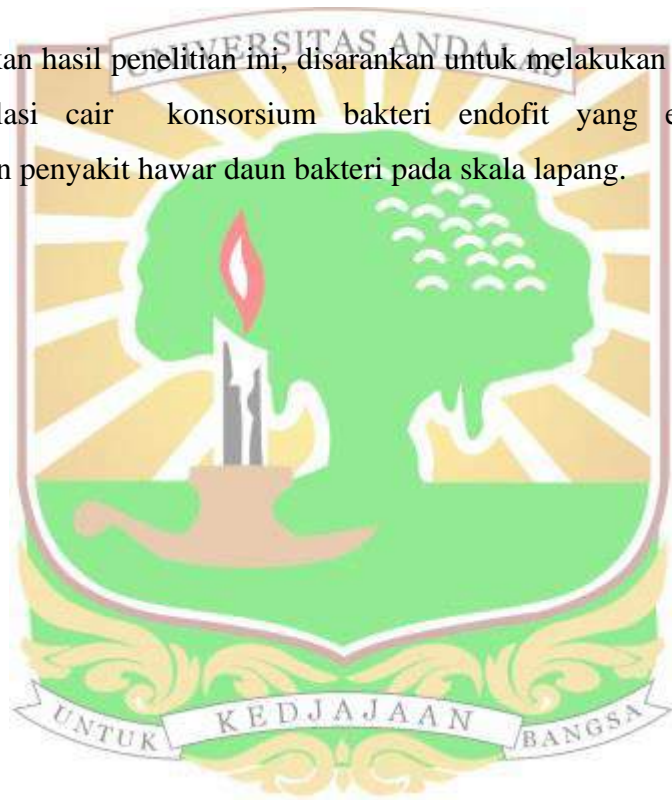 UNIVERSITAS ANDALAS
kan hasil penelitian ini, disarankan untuk melakukan
lasi cair konsorsium bakteri endofit yang e
n penyakit hawar daun bakteri pada skala lapang.
UNTUK KEDJAJAAN BANGSA